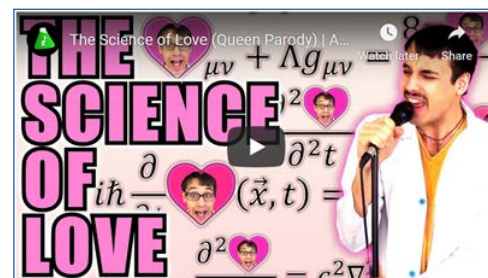 The Science of Love (Queen Parody) | A...
Watch later
Share
THE
SCIENCE
OF
LOVE
μν + Λg μν = 8
∂²
∂²t
iħ ∂ (x⃗, t) =
∂²
= c²∇